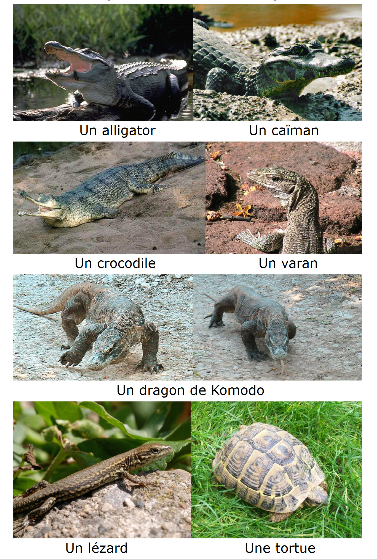 Un alligator Un caïman
Un crocodile Un varan
Un dragon de Komodo
Un lézard Une tortue